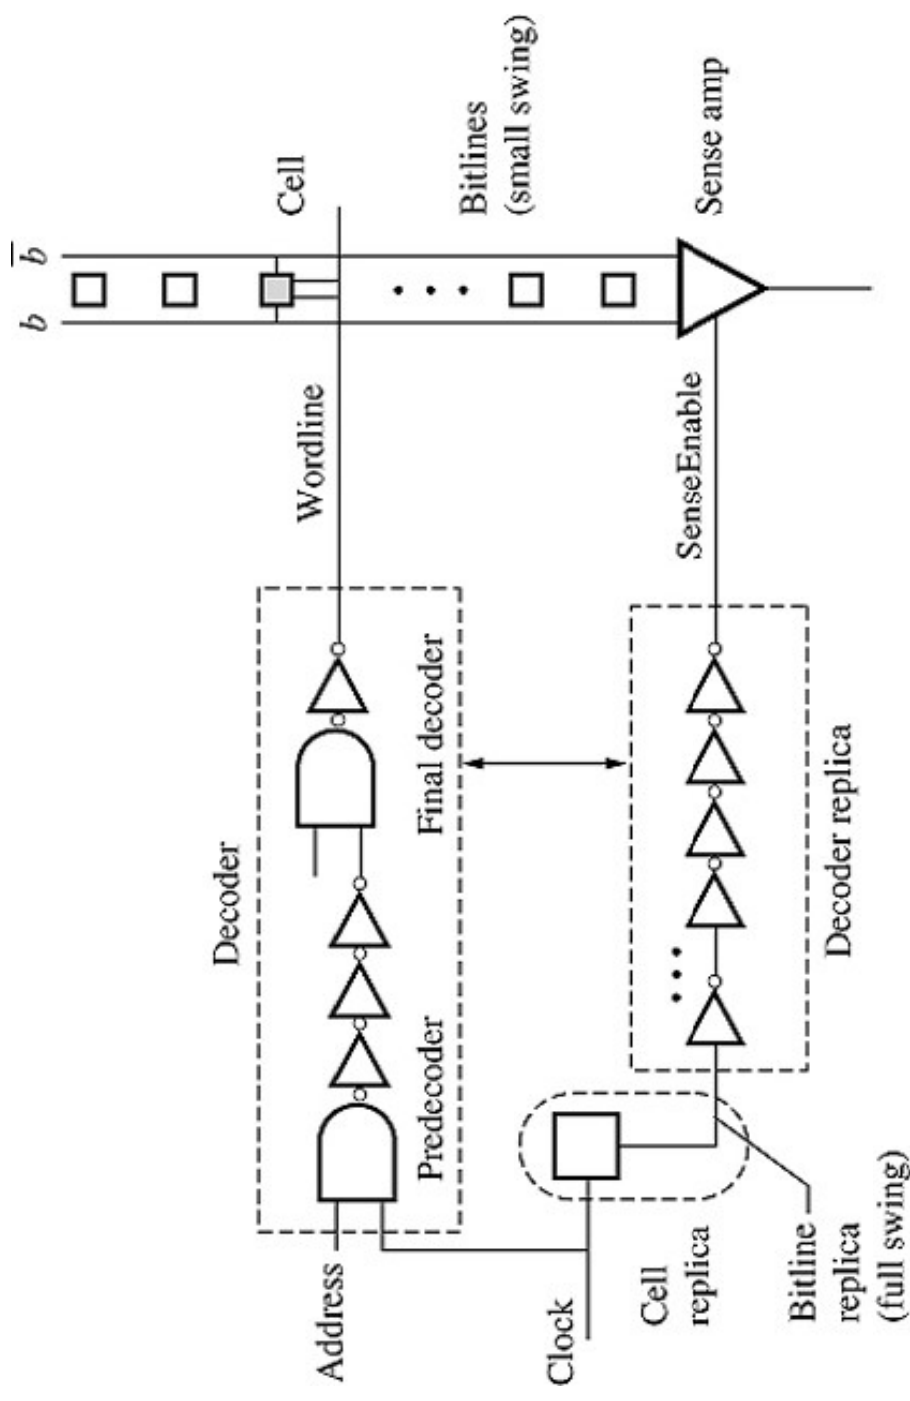 b
b̅
Cell
Bitlines
(small swing)
Sense amp
Wordline
SenseEnable
Decoder
Predecoder
Final decoder
Address
Clock
Cell
replica
Bitline
replica
(full swing)
Decoder replica